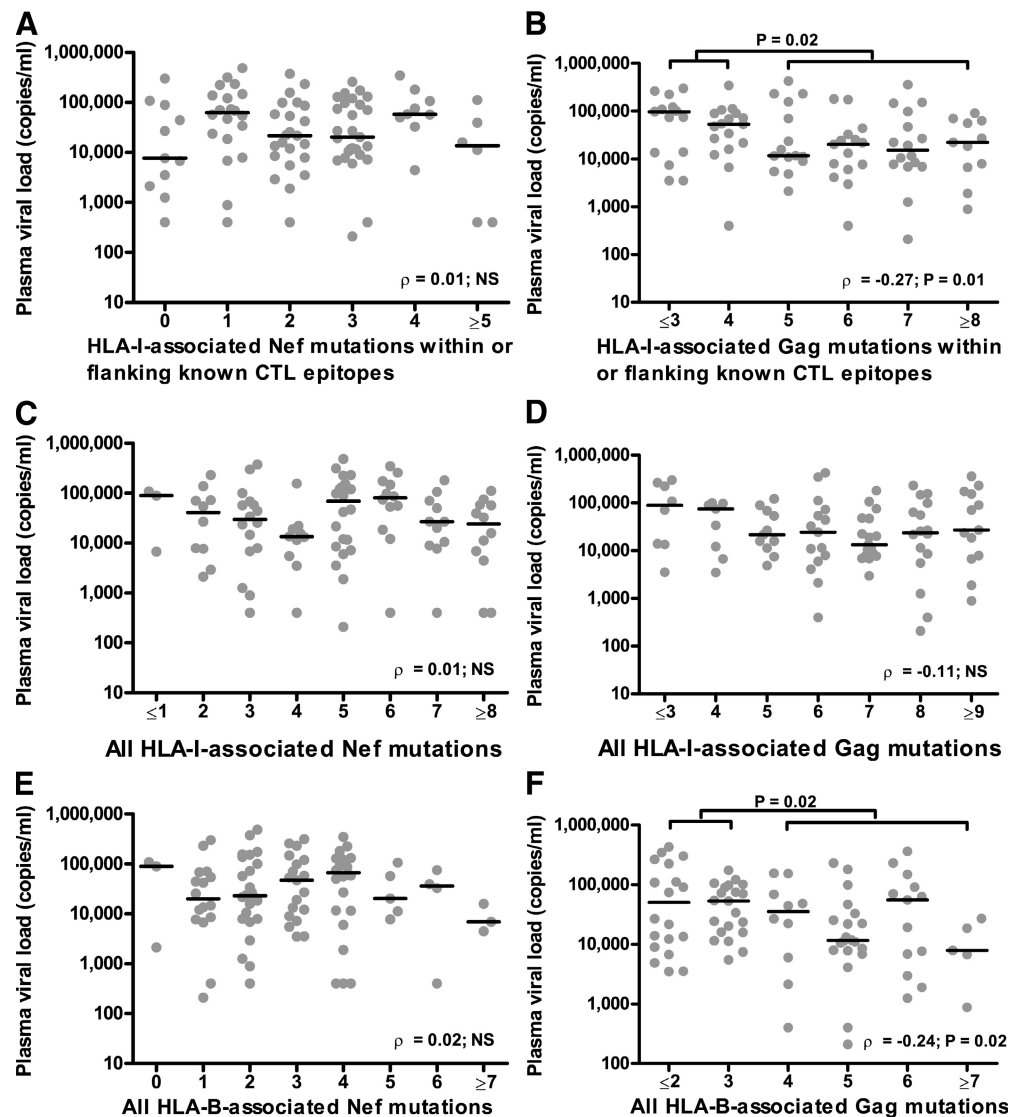 A
Plasma viral load (copies/ml)
1,000,000
100,000
10,000
1,000
100
10
ρ = 0.01; NS
0 1 2 3 4 ≥5
HLA-I-associated Nef mutations within or
flanking known CTL epitopes
B
Plasma viral load (copies/ml)
P = 0.02
1,000,000
100,000
10,000
1,000
100
10
ρ = -0.27; P = 0.01
≤3 4 5 6 7 ≥8
HLA-I-associated Gag mutations within
or flanking known CTL epitopes
C
Plasma viral load (copies/ml)
1,000,000
100,000
10,000
1,000
100
10
ρ = 0.01; NS
≤1 2 3 4 5 6 7 ≥8
All HLA-I-associated Nef mutations
D
Plasma viral load (copies/ml)
1,000,000
100,000
10,000
1,000
100
10
ρ = -0.11; NS
≤3 4 5 6 7 8 ≥9
All HLA-I-associated Gag mutations
E
Plasma viral load (copies/ml)
1,000,000
100,000
10,000
1,000
100
10
ρ = 0.02; NS
0 1 2 3 4 5 6 ≥7
All HLA-B-associated Nef mutations
F
Plasma viral load (copies/ml)
P = 0.02
1,000,000
100,000
10,000
1,000
100
ρ = -0.24; P = 0.02
≤2 3 4 5 6 ≥7
All HLA-B-associated Gag mutations